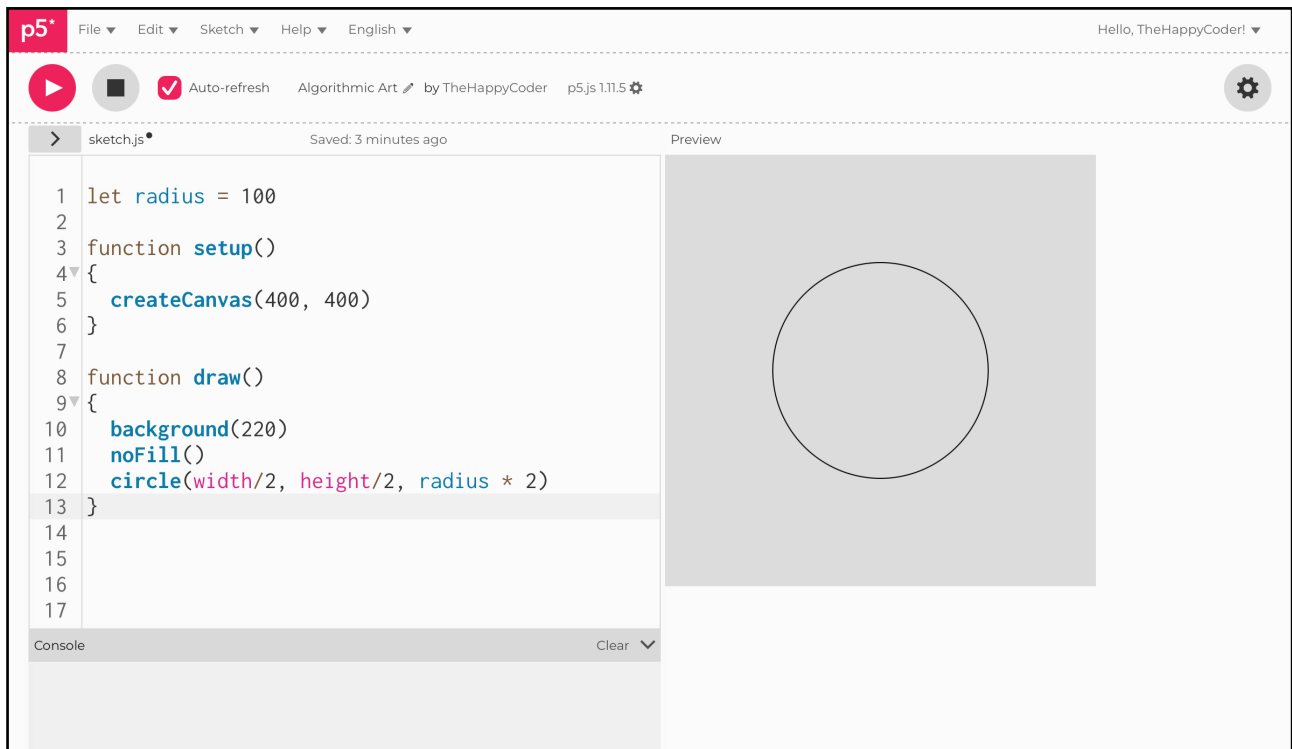 p5* File Edit Sketch Help English Hello, TheHappyCoder!
Auto-refresh Algorithmic Art by TheHappyCoder p5.js 1.11.5
sketch.js Saved: 3 minutes ago Preview
1 let radius = 100
2
3 function setup()
4 {
5   createCanvas(400, 400)
6 }
7
8 function draw()
9 {
10   background(220)
11   noFill()
12   circle(width/2, height/2, radius * 2)
13 }
14
15
16
17
Console Clear